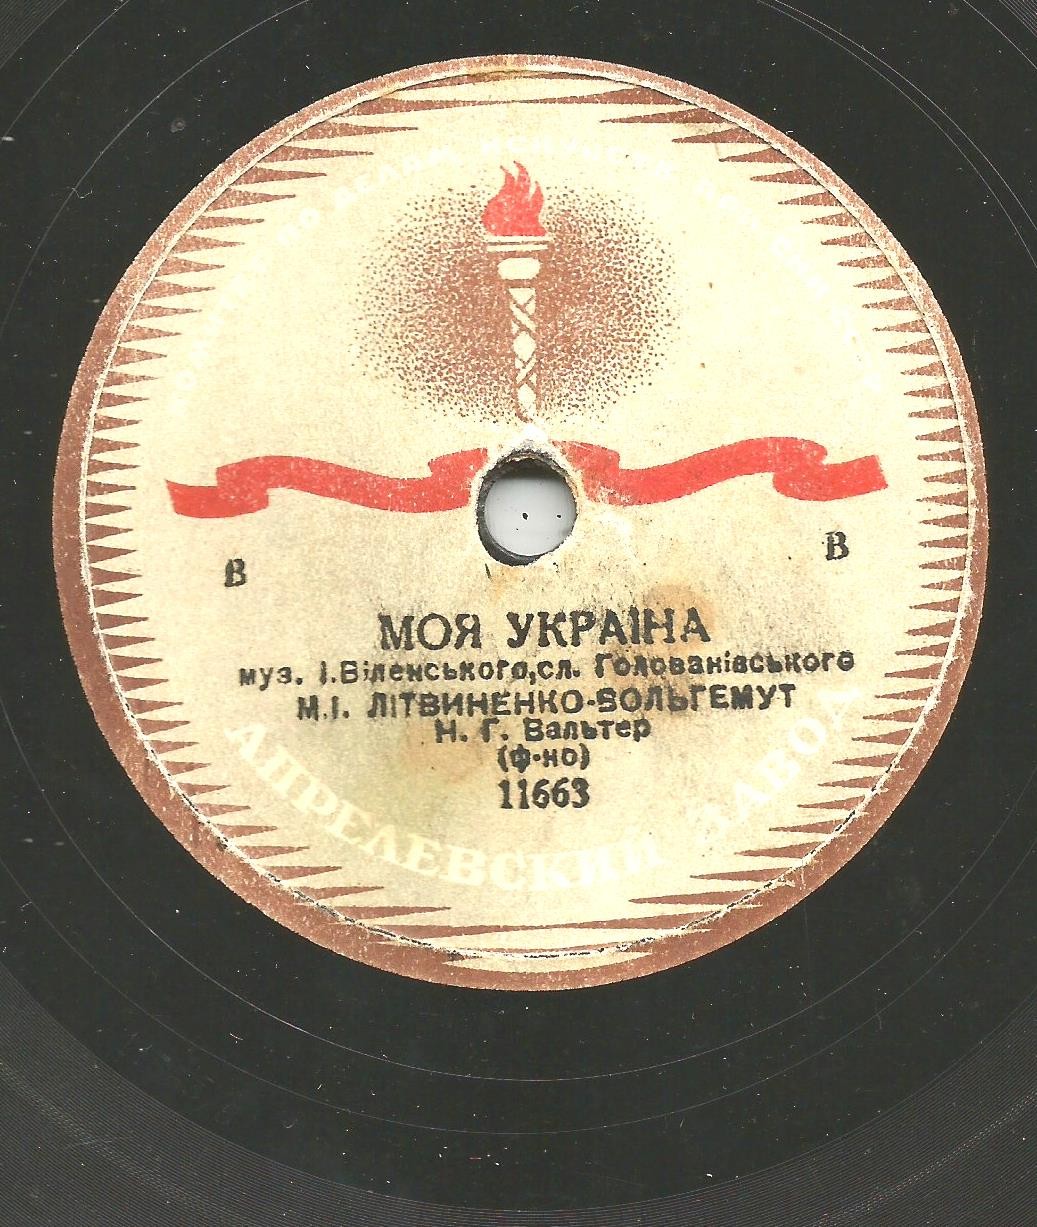 В В
МОЯ УКРАЇНА
муз. І.Віленського,сл. Голованівського
М.І. ЛІТВИНЕНКО-ВОЛЬГЕМУТ
Н. Г. Вальтер
(ф-но)
11663
АПРЕЛЕВСКИЙ ЗАВОД